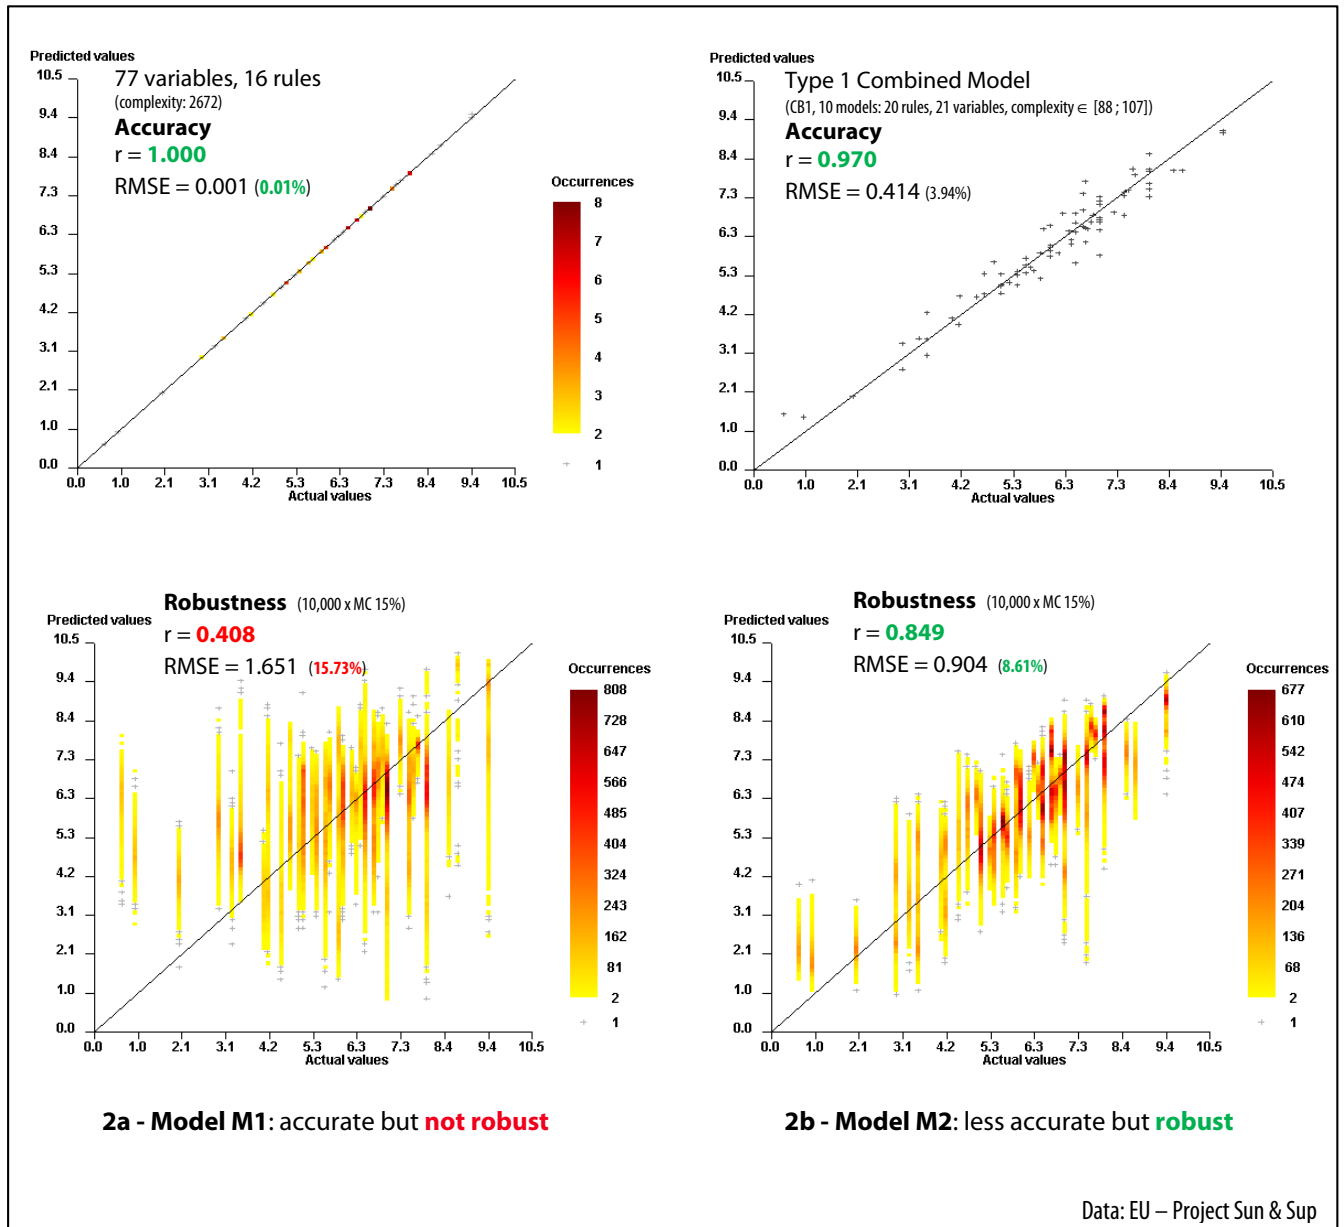 Predicted values
10.5
9.4
8.4
7.3
6.3
5.3
4.2
3.1
2.1
1.0
0.0
77 variables, 16 rules
(complexity: 2672)
Accuracy
r = 1.000
RMSE = 0.001 (0.01%)
0.0 1.0 2.1 3.1 4.2 5.3 6.3 7.3 8.4 9.4 10.5
Actual values
Occurrences
8
7
6
5
4
3
2
1
Predicted values
10.5
9.4
8.4
7.3
6.3
5.3
4.2
3.1
2.1
1.0
0.0
Type 1 Combined Model
(CB1, 10 models: 20 rules, 21 variables, complexity ∈ [88 ; 107])
Accuracy
r = 0.970
RMSE = 0.414 (3.94%)
0.0 1.0 2.1 3.1 4.2 5.3 6.3 7.3 8.4 9.4 10.5
Actual values
Robustness (10,000 x MC 15%)
r = 0.408
RMSE = 1.651 (15.73%)
Predicted values
10.5
9.4
8.4
7.3
6.3
5.3
4.2
3.1
2.1
1.0
0.0
0.0 1.0 2.1 3.1 4.2 5.3 6.3 7.3 8.4 9.4 10.5
Actual values
Occurrences
808
728
647
566
485
404
324
243
162
81
2
1
Robustness (10,000 x MC 15%)
r = 0.849
RMSE = 0.904 (8.61%)
Predicted values
10.5
9.4
8.4
7.3
6.3
5.3
4.2
3.1
2.1
1.0
0.0
0.0 1.0 2.1 3.1 4.2 5.3 6.3 7.3 8.4 9.4 10.5
Actual values
Occurrences
677
610
542
474
407
339
271
204
136
68
2
1
2a - Model M1: accurate but not robust
2b - Model M2: less accurate but robust
Data: EU – Project Sun & Sup